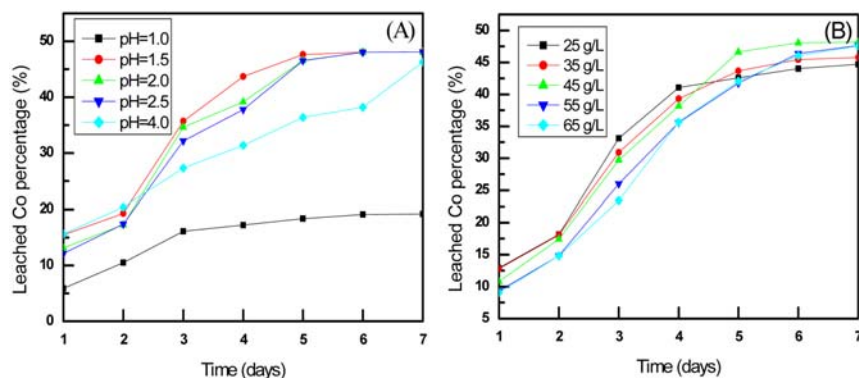 (A)
pH=1.0
pH=1.5
pH=2.0
pH=2.5
pH=4.0
Leached Co percentage (%)
60
50
40
30
20
10
0
1 2 3 4 5 6 7
Time (days)
(B)
25 g/L
35 g/L
45 g/L
55 g/L
65 g/L
Leached Co percentage (%)
50
45
40
35
30
25
20
15
10
5
1 2 3 4 5 6 7
Time (days)